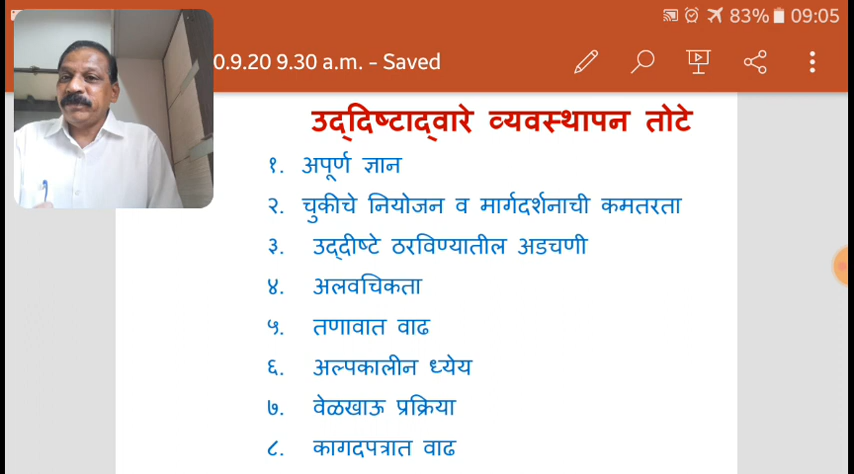 83% 09:05
0.9.20 9.30 a.m. - Saved
उद्दिष्टाद्वारे व्यवस्थापन तोटे
१. अपूर्ण ज्ञान
२. चुकीचे नियोजन व मार्गदर्शनाची कमतरता
३. उद्दीष्टे ठरविण्यातील अडचणी
४. अलवचिकता
५. तणावात वाढ
६. अल्पकालीन ध्येय
७. वेळखाऊ प्रक्रिया
८. कागदपत्रात वाढ